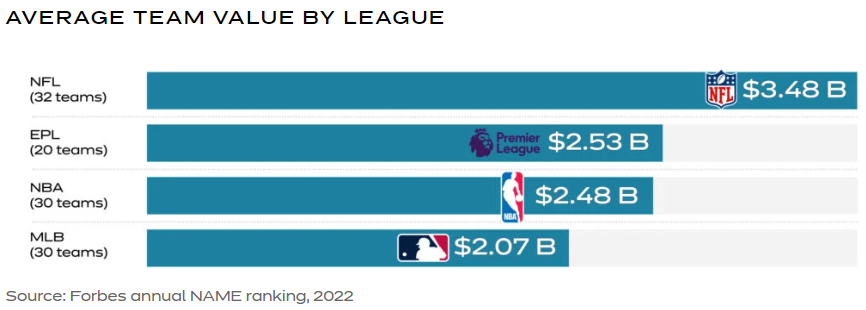 AVERAGE TEAM VALUE BY LEAGUE
NFL
(32 teams)
NFL
$3.48 B
EPL
(20 teams)
Premier
League
$2.53 B
NBA
(30 teams)
NBA
$2.48 B
MLB
(30 teams)
$2.07 B
Source: Forbes annual NAME ranking, 2022